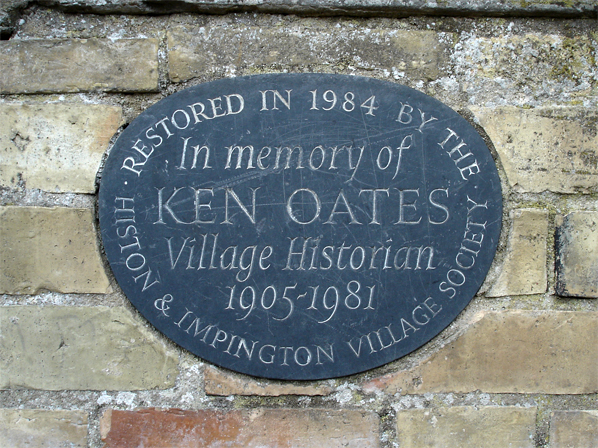 · RESTORED IN 1984 BY THE · HISTON & IMPINGTON VILLAGE SOCIETY
In memory of
KEN OATES
Village Historian
1905-1981